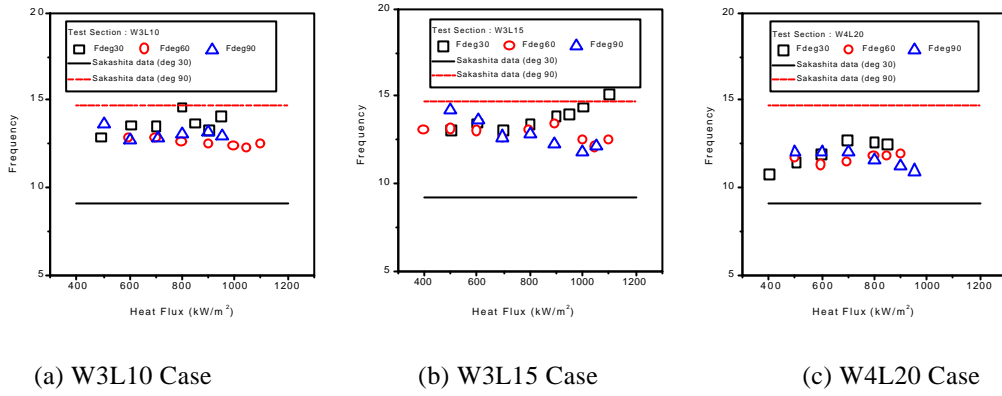 20
15
10
5
Frequency
Test Section : W3L10
Fdeg30 Fdeg60 Fdeg90
Sakashita data (deg 30)
Sakashita data (deg 90)
400 600 800 1000 1200
Heat Flux (kW/m²)
(a) W3L10 Case
20
15
10
5
Frequency
Test Section : W3L15
Fdeg30 Fdeg60 Fdeg90
Sakashita data (deg 30)
Sakashita data (deg 90)
400 600 800 1000 1200
Heat Flux (kW/m²)
(b) W3L15 Case
20
15
10
5
Frequency
Test Section : W4L20
Fdeg30 Fdeg60 Fdeg90
Sakashita data (deg 30)
Sakashita data (deg 90)
400 600 800 1000 1200
Heat Flux (kW/m²)
(c) W4L20 Case